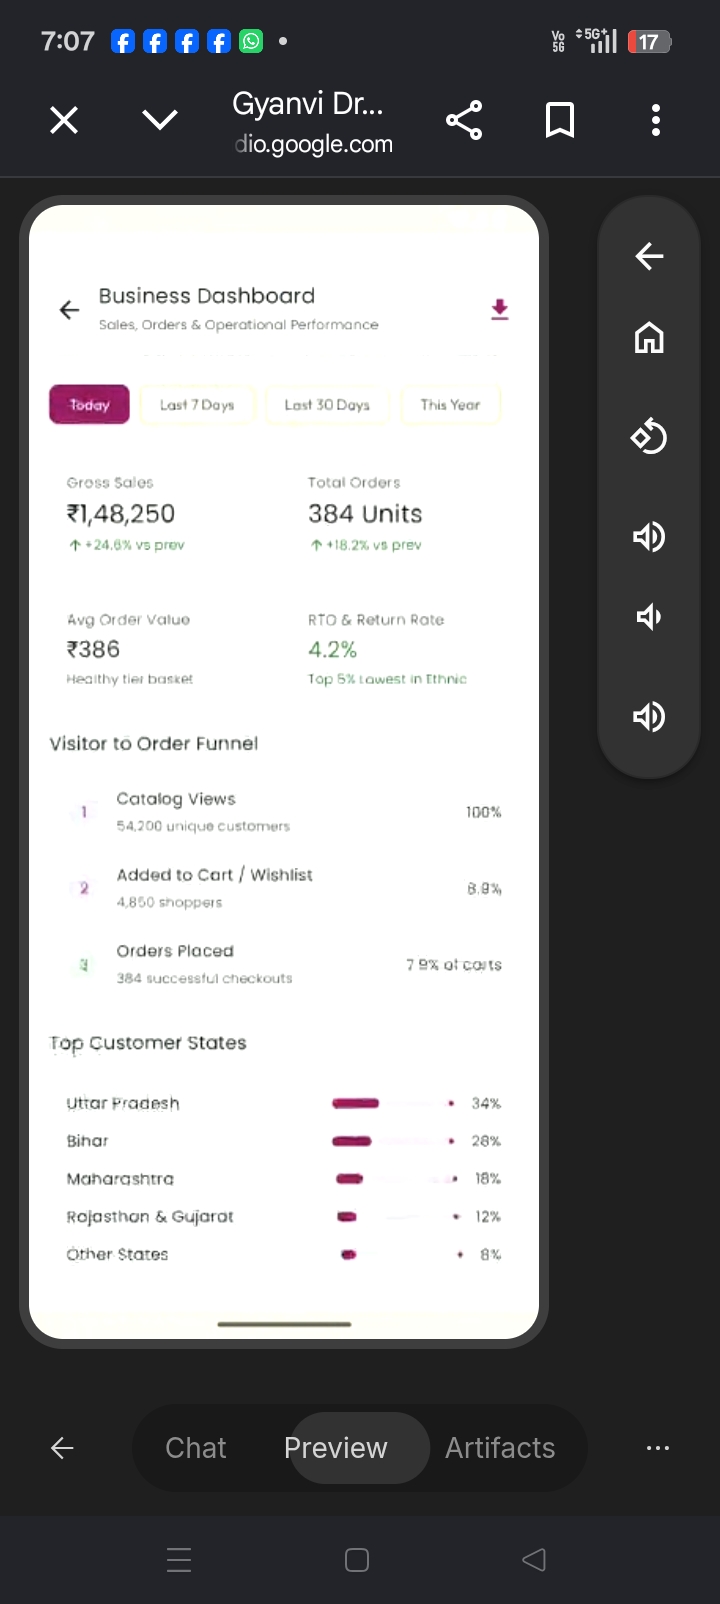 7:07
Vo 5G 5G+ 17
Gyanvi Dr...
dio.google.com
Business Dashboard
Sales, Orders & Operational Performance
Today Last 7 Days Last 30 Days This Year
Gross Sales Total Orders
₹1,48,250 384 Units
↑ +24.6% vs prev ↑ +18.2% vs prev
Avg Order Value RTO & Return Rate
₹386 4.2%
Healthy tier basket Top 5% Lowest in Ethnic
Visitor to Order Funnel
1 Catalog Views 100%
54,200 unique customers
2 Added to Cart / Wishlist
4,850 shoppers
3 Orders Placed 7.9% of carts
384 successful checkouts
Top Customer States
Uttar Pradesh 34%
Bihar 28%
Maharashtra 18%
Rajasthan & Gujarat 12%
Other States 8%
Chat Preview Artifacts